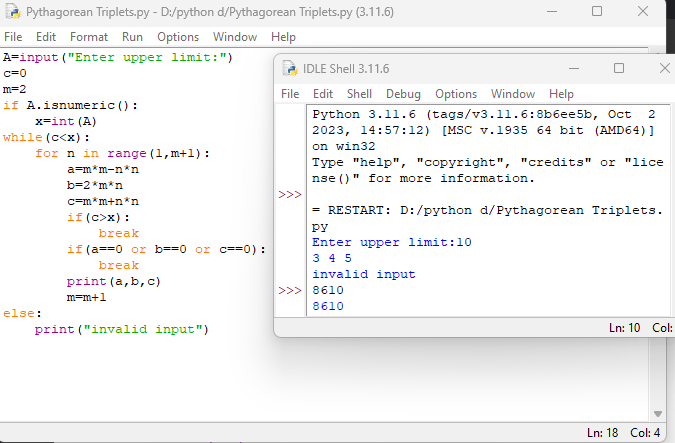 Pythagorean Triplets.py - D:/python d/Pythagorean Triplets.py (3.11.6)
File Edit Format Run Options Window Help
A=input("Enter upper limit:")
c=0
m=2
if A.isnumeric():
    x=int(A)
while(c<x):
    for n in range(1,m+1):
        a=m*m-n*n
        b=2*m*n
        c=m*m+n*n
        if(c>x):
            break
        if(a==0 or b==0 or c==0):
            break
        print(a,b,c)
        m=m+1
else:
    print("invalid input")
Ln: 18 Col: 4
IDLE Shell 3.11.6
File Edit Shell Debug Options Window Help
Python 3.11.6 (tags/v3.11.6:8b6ee5b, Oct  2
2023, 14:57:12) [MSC v.1935 64 bit (AMD64)]
on win32
Type "help", "copyright", "credits" or "lice
nse()" for more information.
>>>
= RESTART: D:/python d/Pythagorean Triplets.
py
Enter upper limit:10
3 4 5
invalid input
>>> 8610
8610
Ln: 10 Col: